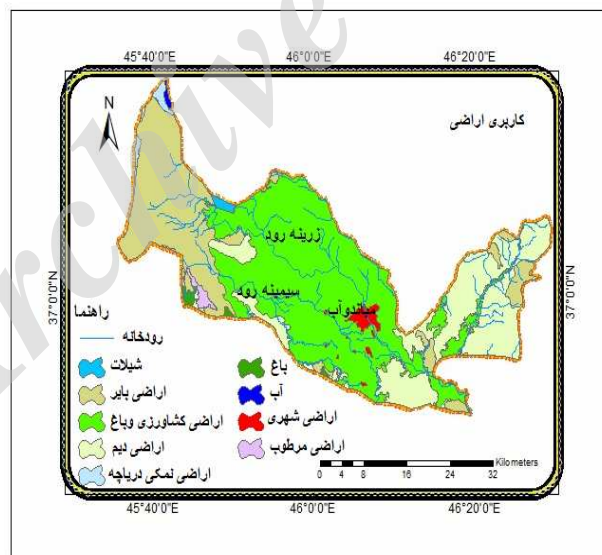 Archive
45°40'0"E 46°0'0"E 46°20'0"E
N
کاربری اراضی
زرینه رود
سیمینه رود
میاندوآب
37°0'0"N
37°0'0"N
راهنما
رودخانه
شیلات
باغ
اراضی بایر
آب
اراضی کشاورزی وباغ
اراضی شهری
اراضی دیم
اراضی مرطوب
اراضی نمکی دریاچه
Kilometers
0 4 8 16 24 32
45°40'0"E 46°0'0"E 46°20'0"E